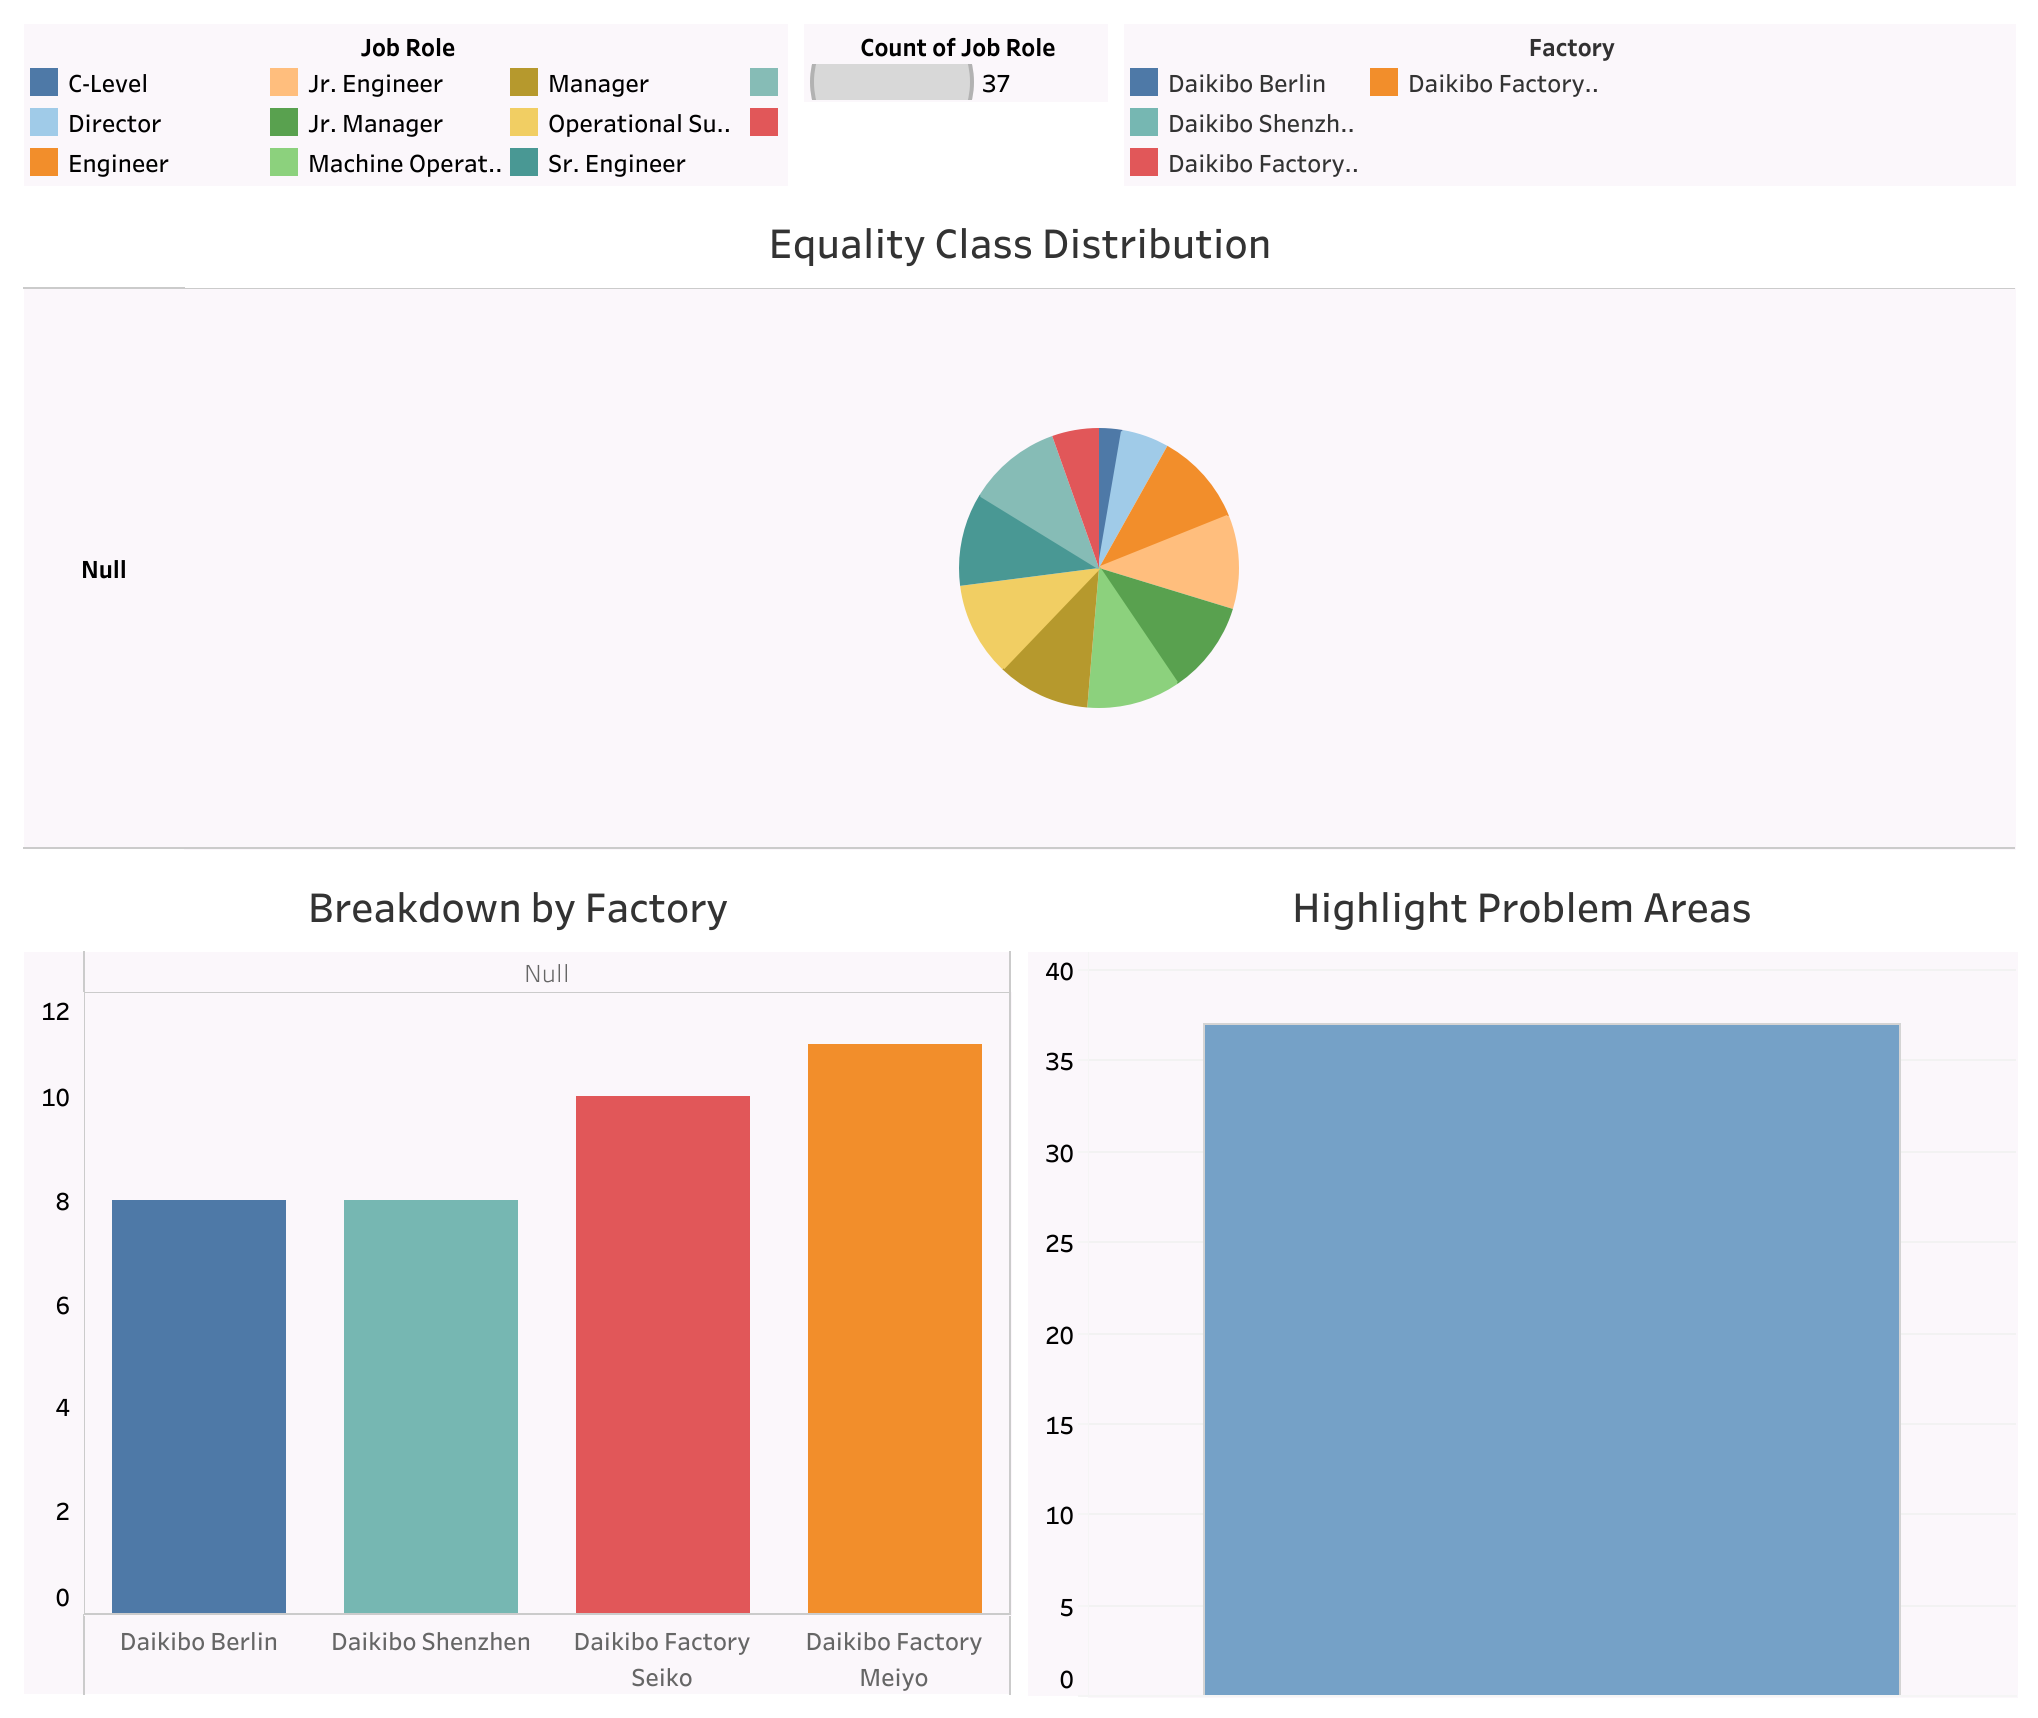 Job Role
C-Level
Jr. Engineer
Manager
Director
Jr. Manager
Operational Su..
Engineer
Machine Operat..
Sr. Engineer
Count of Job Role
37
Factory
Daikibo Berlin
Daikibo Factory..
Daikibo Shenzh..
Daikibo Factory..
Equality Class Distribution
Null
Breakdown by Factory
Null
12
10
8
6
4
2
0
Daikibo Berlin
Daikibo Shenzhen
Daikibo Factory
Seiko
Daikibo Factory
Meiyo
Highlight Problem Areas
40
35
30
25
20
15
10
5
0